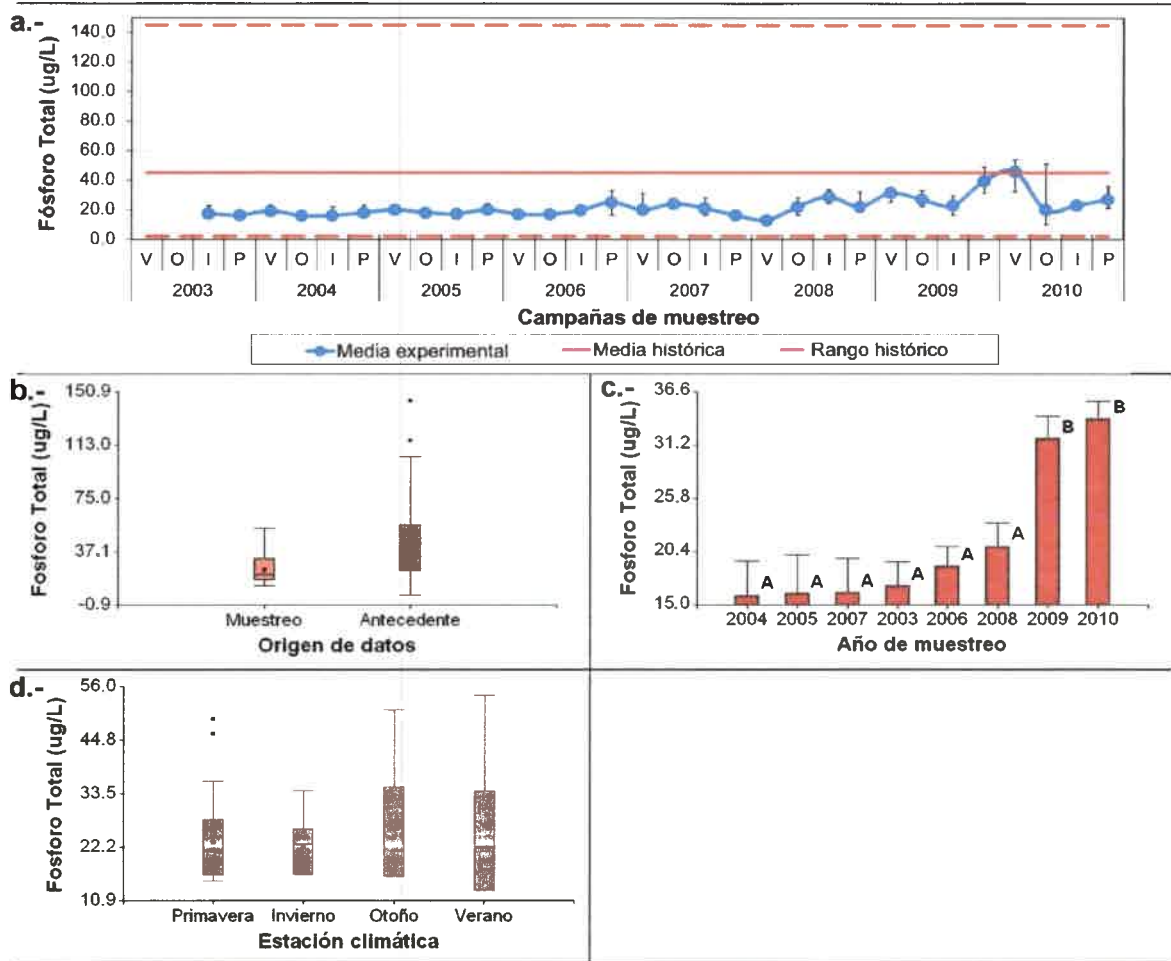 a.-
Fósforo Total (ug/L)
140.0
120.0
100.0
80.0
60.0
40.0
20.0
0.0
V O I P V O I P V O I P V O I P V O I P V O I P V O I P V O I P
2003 2004 2005 2006 2007 2008 2009 2010
Campañas de muestreo
Media experimental Media histórica Rango histórico
b.-
Fosforo Total (ug/L)
150.9
113.0
75.0
37.1
-0.9
Muestreo Antecedente
Origen de datos
c.-
Fosforo Total (ug/L)
36.6
31.2
25.8
20.4
15.0
A A A A A A B B
2004 2005 2007 2003 2006 2008 2009 2010
Año de muestreo
d.-
Fosforo Total (ug/L)
56.0
44.8
33.5
22.2
10.9
Primavera Invierno Otoño Verano
Estación climática